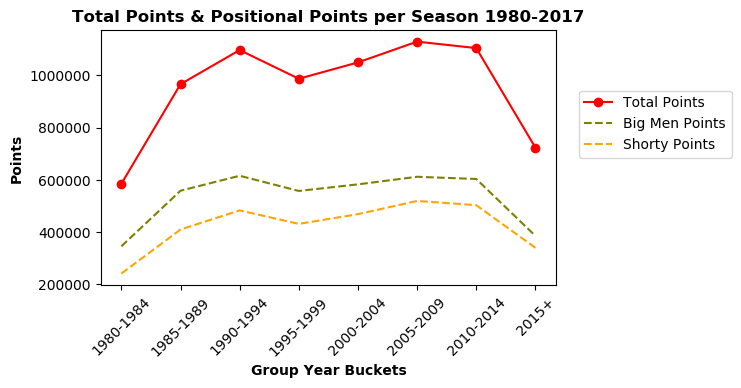 Total Points & Positional Points per Season 1980-2017
1000000
800000
600000
400000
200000
Points
1980-1984
1985-1989
1990-1994
1995-1999
2000-2004
2005-2009
2010-2014
2015+
Group Year Buckets
Total Points
Big Men Points
Shorty Points